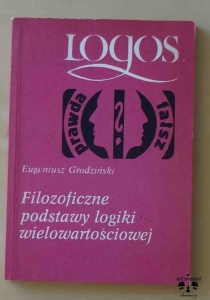 LOGOS
prawda
fałsz
Eugeniusz Grodziński
Filozoficzne
podstawy logiki
wielowartościowej